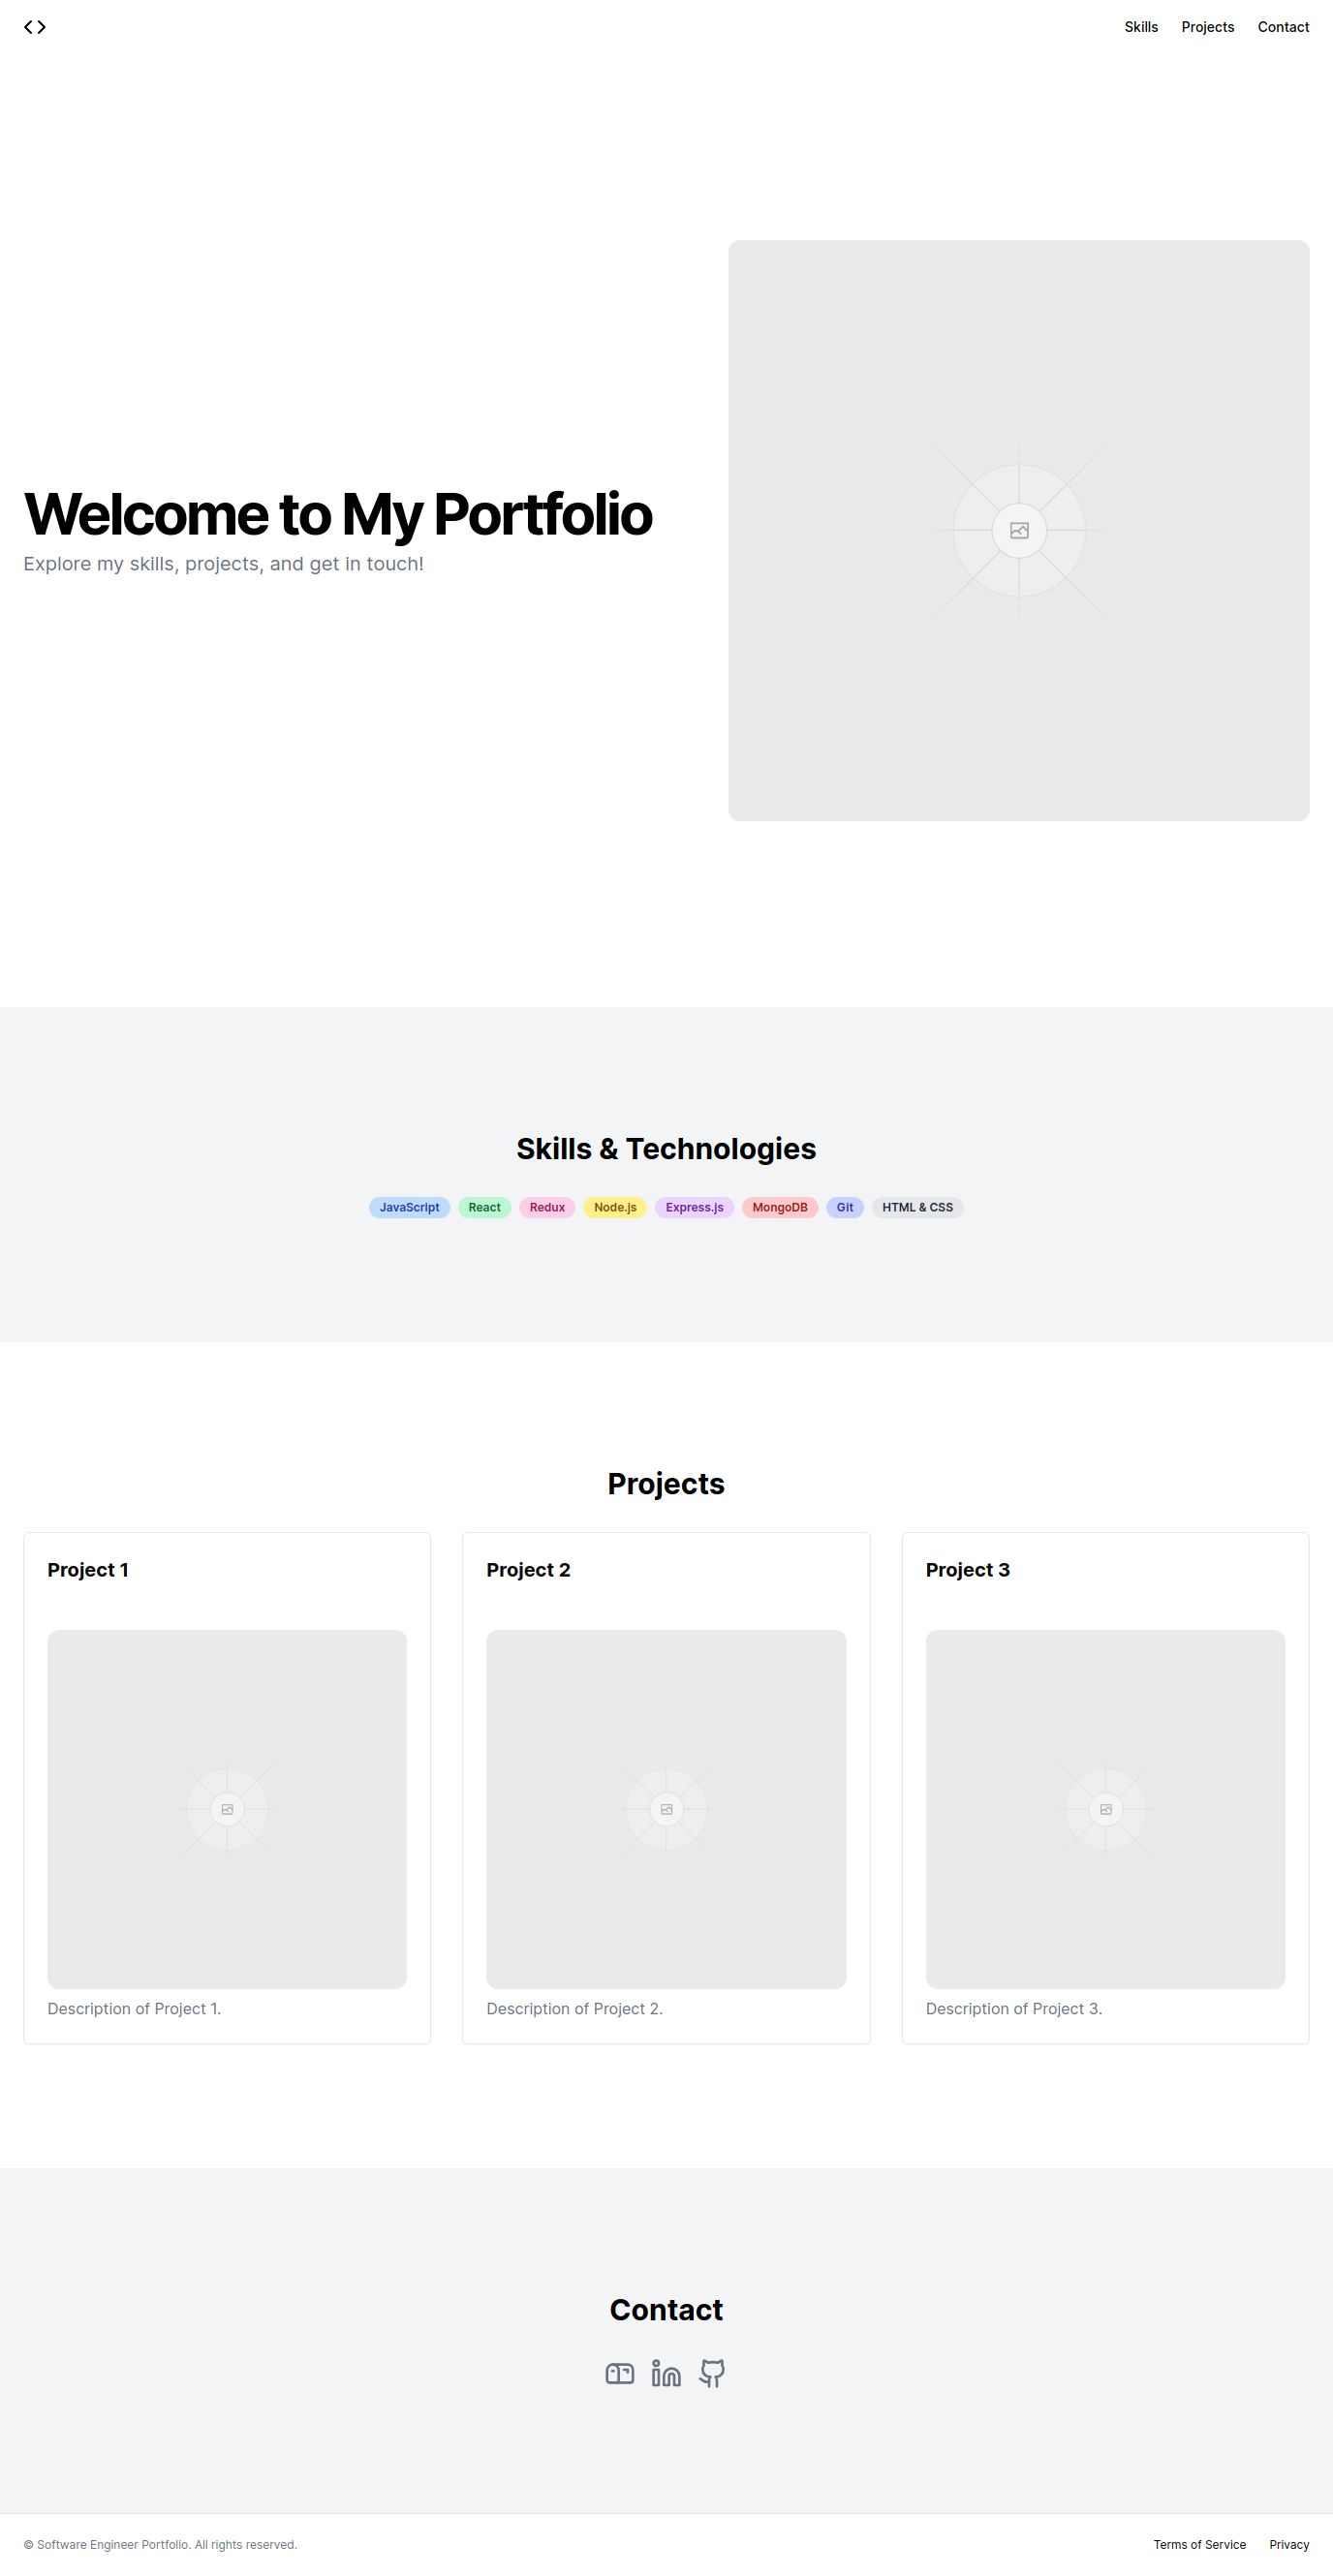 Skills Projects Contact
Welcome to My Portfolio
Explore my skills, projects, and get in touch!
Skills & Technologies
JavaScript React Redux Node.js Express.js MongoDB Git HTML & CSS
Projects
Project 1
Description of Project 1.
Project 2
Description of Project 2.
Project 3
Description of Project 3.
Contact
© Software Engineer Portfolio. All rights reserved.
Terms of Service Privacy